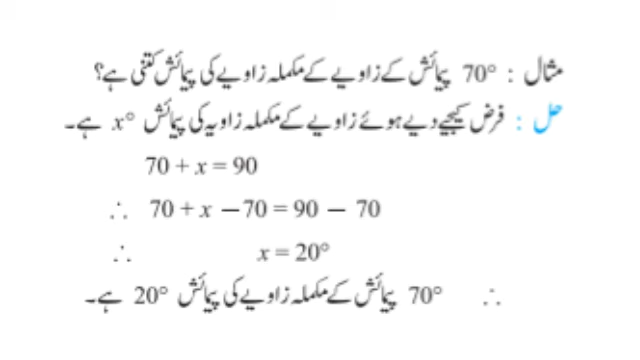 مثال : 70° پیمائش کے زاویے کے مکملہ زاویے کی پیمائش کتنی ہے؟
حل : فرض کیجیے دیے ہوئے زاویے کے مکملہ زاویہ کی پیمائش x° ہے۔
70 + x = 90
∴ 70 + x − 70 = 90 − 70
∴ x = 20°
∴ 70° پیمائش کے مکملہ زاویے کی پیمائش 20° ہے۔